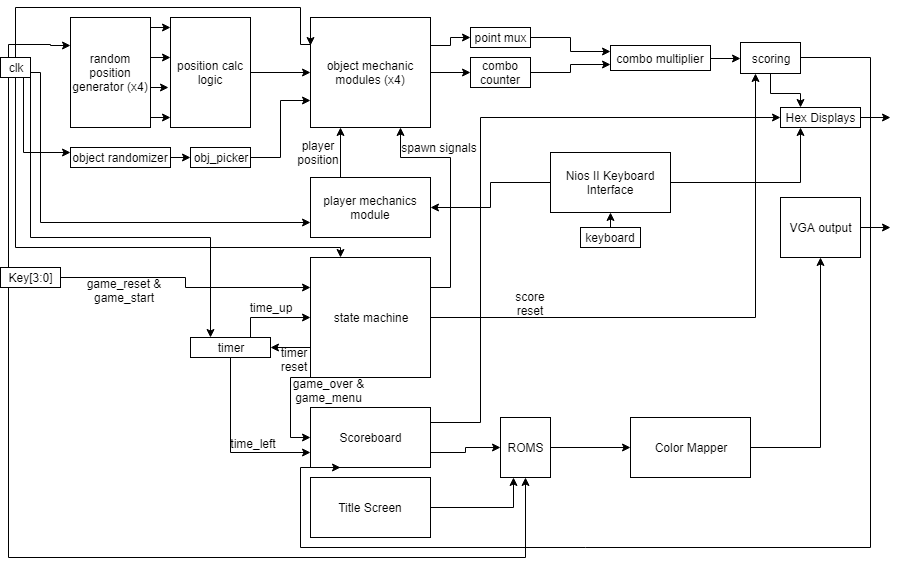 clk
random
position
generator (x4)
position calc
logic
object mechanic
modules (x4)
point mux
combo
counter
combo multiplier
scoring
Hex Displays
object randomizer
obj_picker
player
position
spawn signals
player mechanics
module
Nios II Keyboard
Interface
keyboard
VGA output
Key[3:0]
game_reset &
game_start
time_up
state machine
score
reset
timer
timer
reset
game_over &
game_menu
time_left
Scoreboard
ROMS
Color Mapper
Title Screen